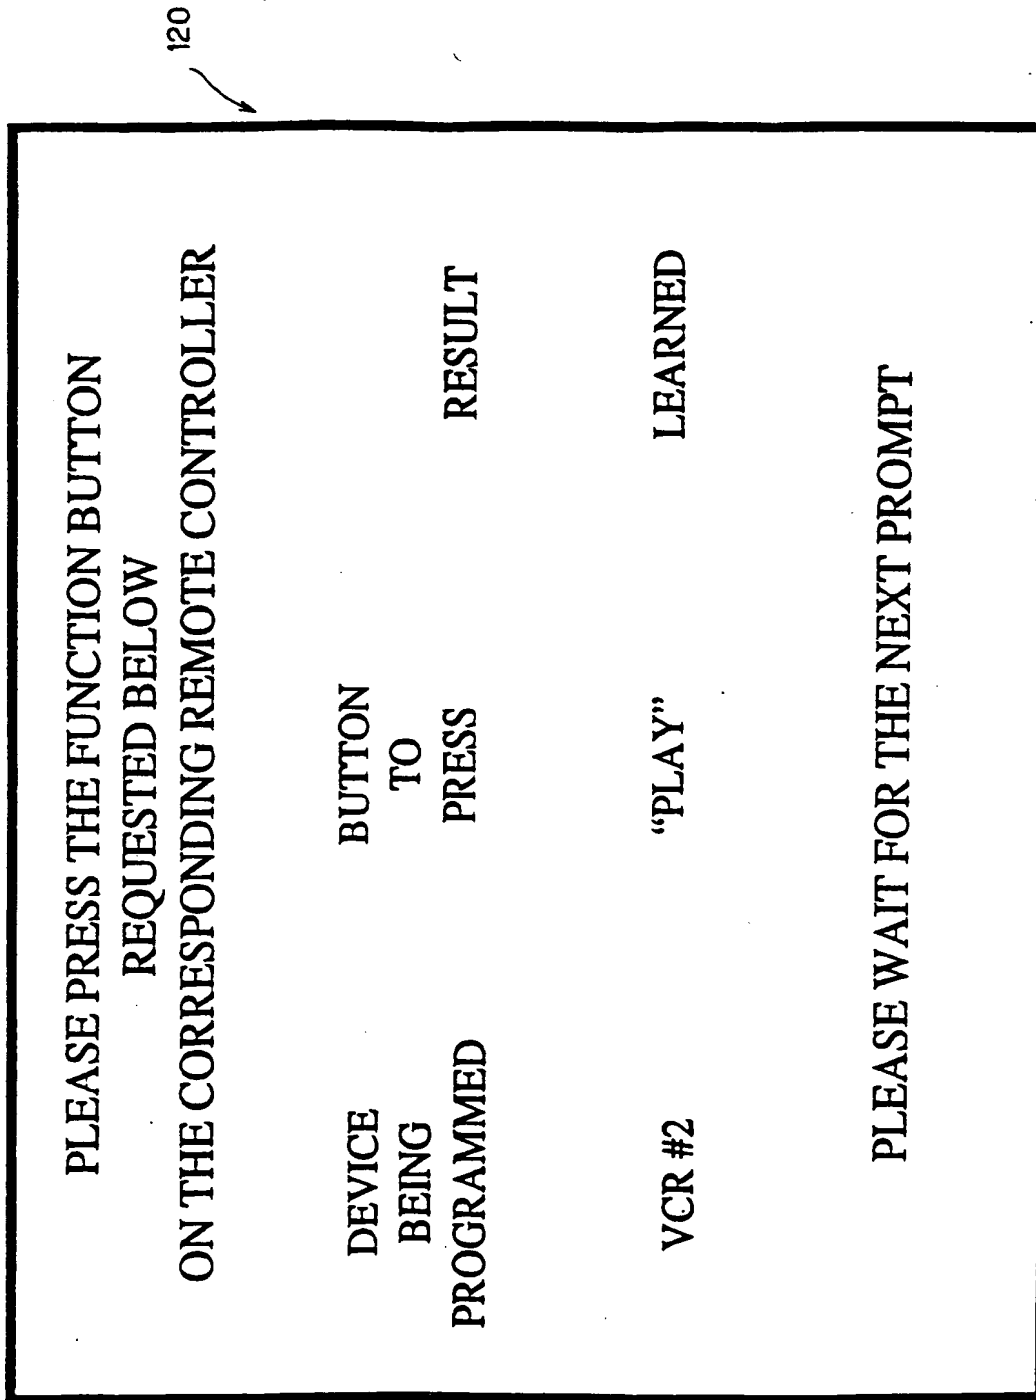 120
PLEASE PRESS THE FUNCTION BUTTON
REQUESTED BELOW
ON THE CORRESPONDING REMOTE CONTROLLER
DEVICE
BEING
PROGRAMMED
BUTTON
TO
PRESS
RESULT
VCR #2
“PLAY”
LEARNED
PLEASE WAIT FOR THE NEXT PROMPT